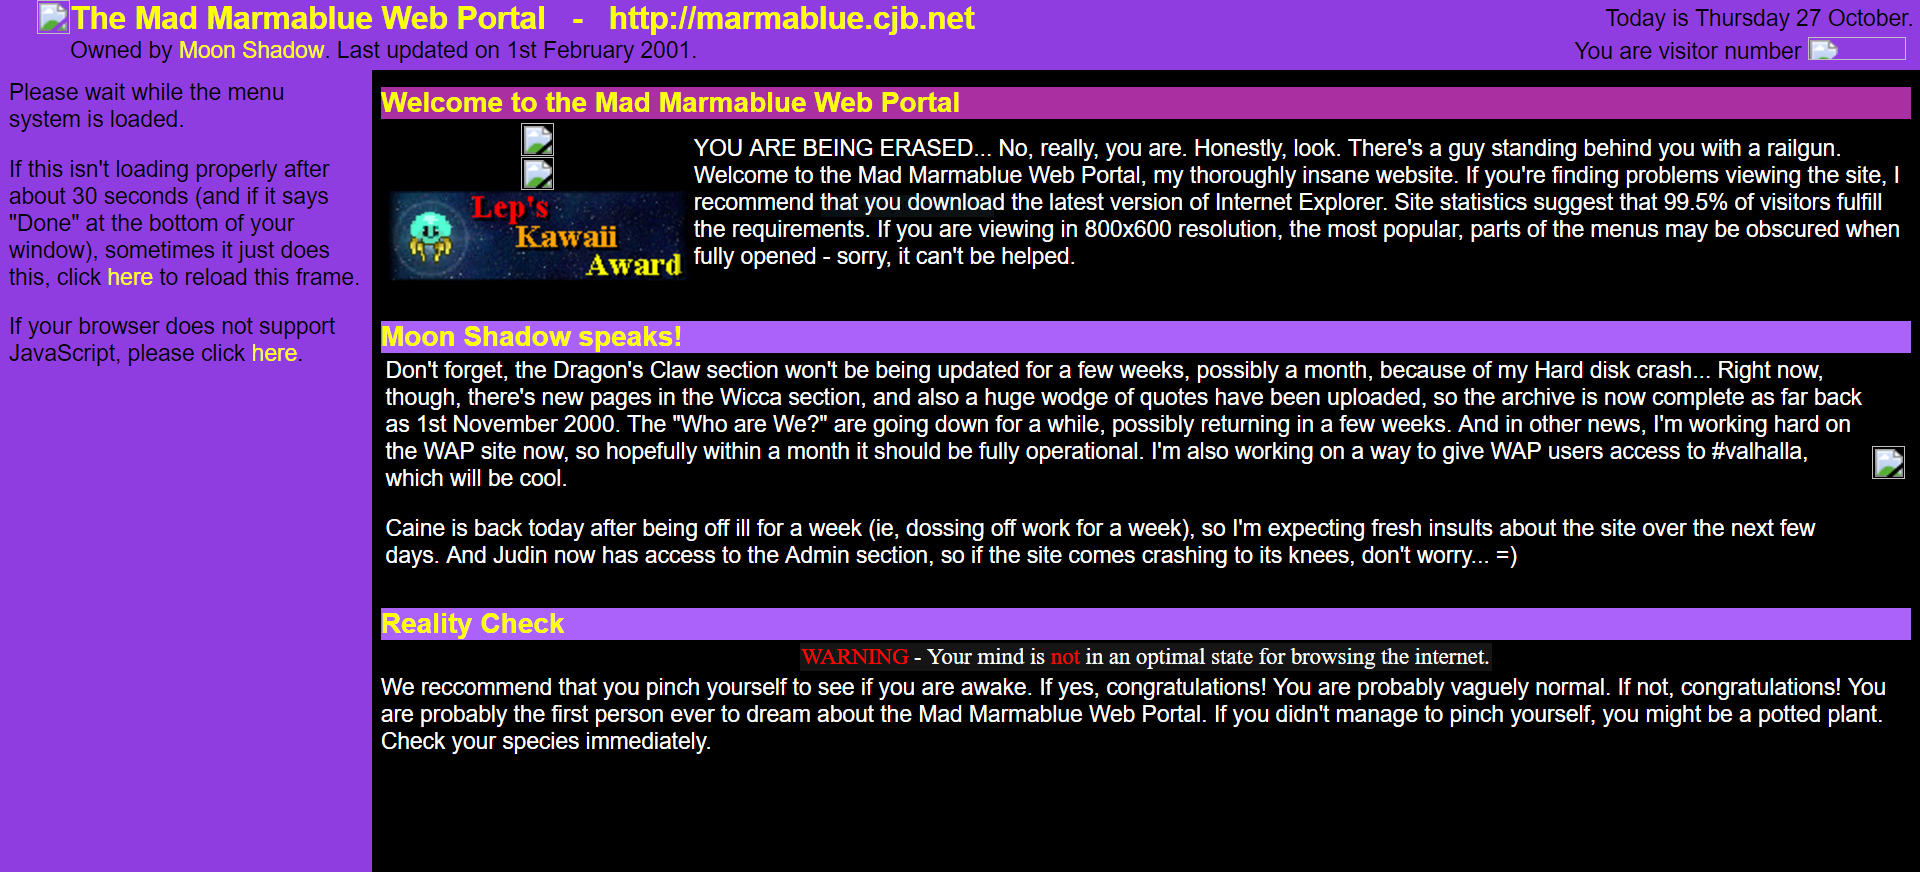 The Mad Marmablue Web Portal - http://marmablue.cjb.net
Owned by Moon Shadow. Last updated on 1st February 2001.
Today is Thursday 27 October.
You are visitor number
Please wait while the menu
system is loaded.
If this isn't loading properly after
about 30 seconds (and if it says
"Done" at the bottom of your
window), sometimes it just does
this, click here to reload this frame.
If your browser does not support
JavaScript, please click here.
Welcome to the Mad Marmablue Web Portal
Lep's
Kawaii
Award
YOU ARE BEING ERASED... No, really, you are. Honestly, look. There's a guy standing behind you with a railgun.
Welcome to the Mad Marmablue Web Portal, my thoroughly insane website. If you're finding problems viewing the site, I
recommend that you download the latest version of Internet Explorer. Site statistics suggest that 99.5% of visitors fulfill
the requirements. If you are viewing in 800x600 resolution, the most popular, parts of the menus may be obscured when
fully opened - sorry, it can't be helped.
Moon Shadow speaks!
Don't forget, the Dragon's Claw section won't be being updated for a few weeks, possibly a month, because of my Hard disk crash... Right now,
though, there's new pages in the Wicca section, and also a huge wodge of quotes have been uploaded, so the archive is now complete as far back
as 1st November 2000. The "Who are We?" are going down for a while, possibly returning in a few weeks. And in other news, I'm working hard on
the WAP site now, so hopefully within a month it should be fully operational. I'm also working on a way to give WAP users access to #valhalla,
which will be cool.
Caine is back today after being off ill for a week (ie, dossing off work for a week), so I'm expecting fresh insults about the site over the next few
days. And Judin now has access to the Admin section, so if the site comes crashing to its knees, don't worry... =)
Reality Check
WARNING - Your mind is not in an optimal state for browsing the internet.
We reccommend that you pinch yourself to see if you are awake. If yes, congratulations! You are probably vaguely normal. If not, congratulations! You
are probably the first person ever to dream about the Mad Marmablue Web Portal. If you didn't manage to pinch yourself, you might be a potted plant.
Check your species immediately.